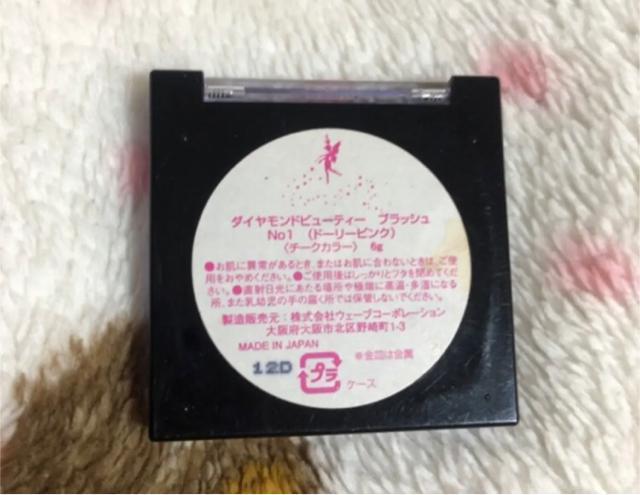 ダイヤモンドビューティー ブラッシュ
No1 (ドーリーピンク)
〈チークカラー〉 6g
●お肌に異常があるとき、またはお肌に合わないときは、ご使
用をおやめください。●ご使用後はしっかりとフタを閉めてくだ
さい。●直射日光にあたる場所や極端に高温・多湿になる
所、また乳幼児の手の届く所では保管しないでください。
製造販売元:株式会社ウェーブコーポレーション
大阪府大阪市北区野崎町1-3
MADE IN JAPAN
※金皿は金属
12D
プラ
ケース